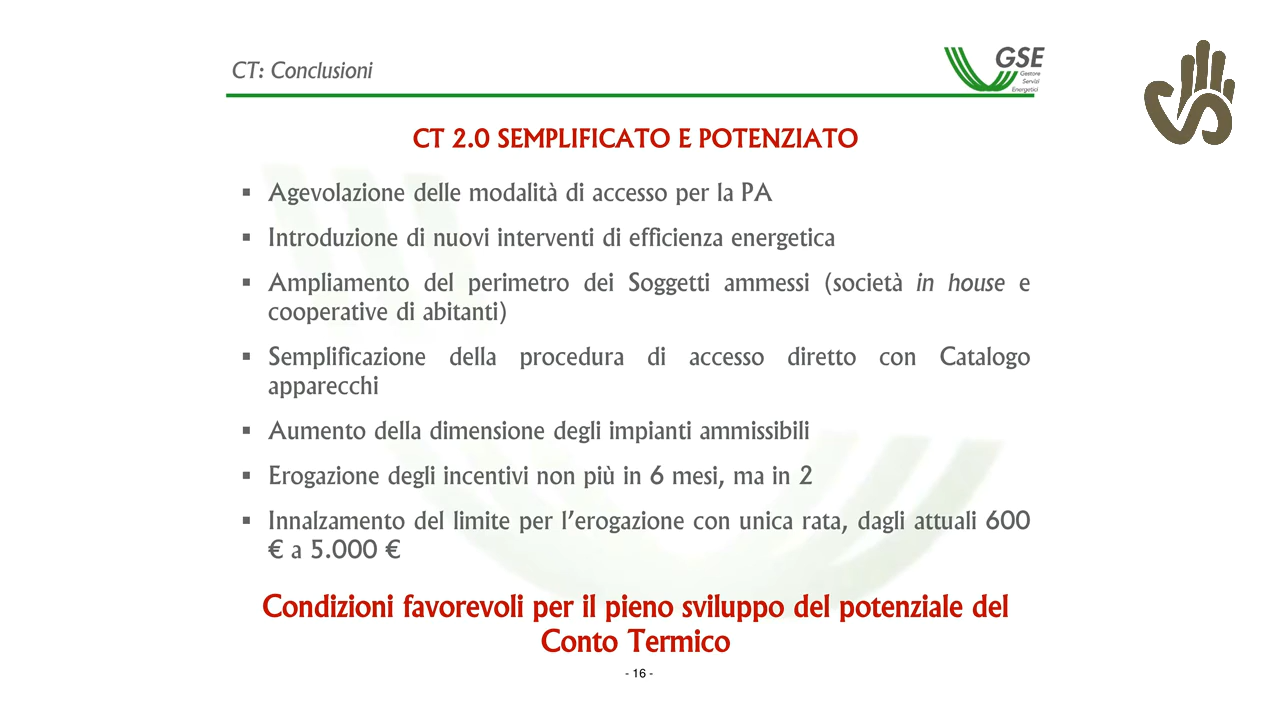 CT: Conclusioni
GSE
Gestore
Servizi
Energetici
CT 2.0 SEMPLIFICATO E POTENZIATO
▪ Agevolazione delle modalità di accesso per la PA
▪ Introduzione di nuovi interventi di efficienza energetica
▪ Ampliamento del perimetro dei Soggetti ammessi (società in house e
cooperative di abitanti)
▪ Semplificazione della procedura di accesso diretto con Catalogo
apparecchi
▪ Aumento della dimensione degli impianti ammissibili
▪ Erogazione degli incentivi non più in 6 mesi, ma in 2
▪ Innalzamento del limite per l’erogazione con unica rata, dagli attuali 600
€ a 5.000 €
Condizioni favorevoli per il pieno sviluppo del potenziale del
Conto Termico
- 16 -